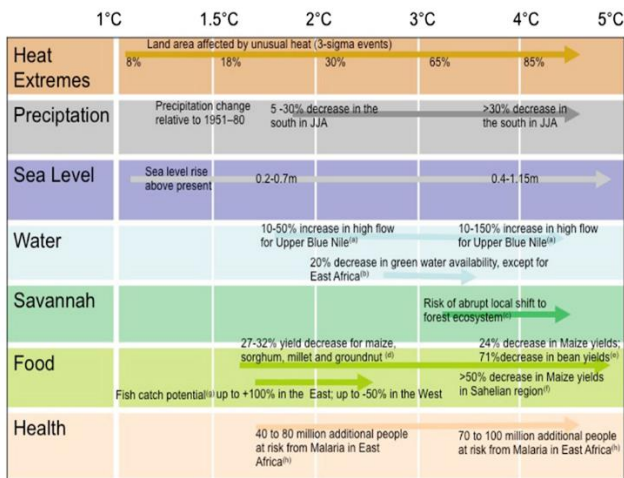 1°C 1.5°C 2°C 3°C 4°C 5°C
Heat
Extremes
Land area affected by unusual heat (3-sigma events)
8% 18% 30% 65% 85%
Preciptation
Precipitation change
relative to 1951–80
5 -30% decrease in the
south in JJA
>30% decrease in
the south in JJA
Sea Level
Sea level rise
above present
0.2-0.7m
0.4-1.15m
Water
10-50% increase in high flow
for Upper Blue Nile(a)
10-150% increase in high flow
for Upper Blue Nile(a)
20% decrease in green water availability, except for
East Africa(b)
Savannah
Risk of abrupt local shift to
forest ecosystem(c)
Food
27-32% yield decrease for maize,
sorghum, millet and groundnut (d)
24% decrease in Maize yields;
71%decrease in bean yields(e)
Fish catch potential(g) up to +100% in the East; up to -50% in the West
>50% decrease in Maize yields
in Sahelian region(f)
Health
40 to 80 million additional people
at risk from Malaria in East
Africa(h)
70 to 100 million additional people
at risk from Malaria in East Africa(h)